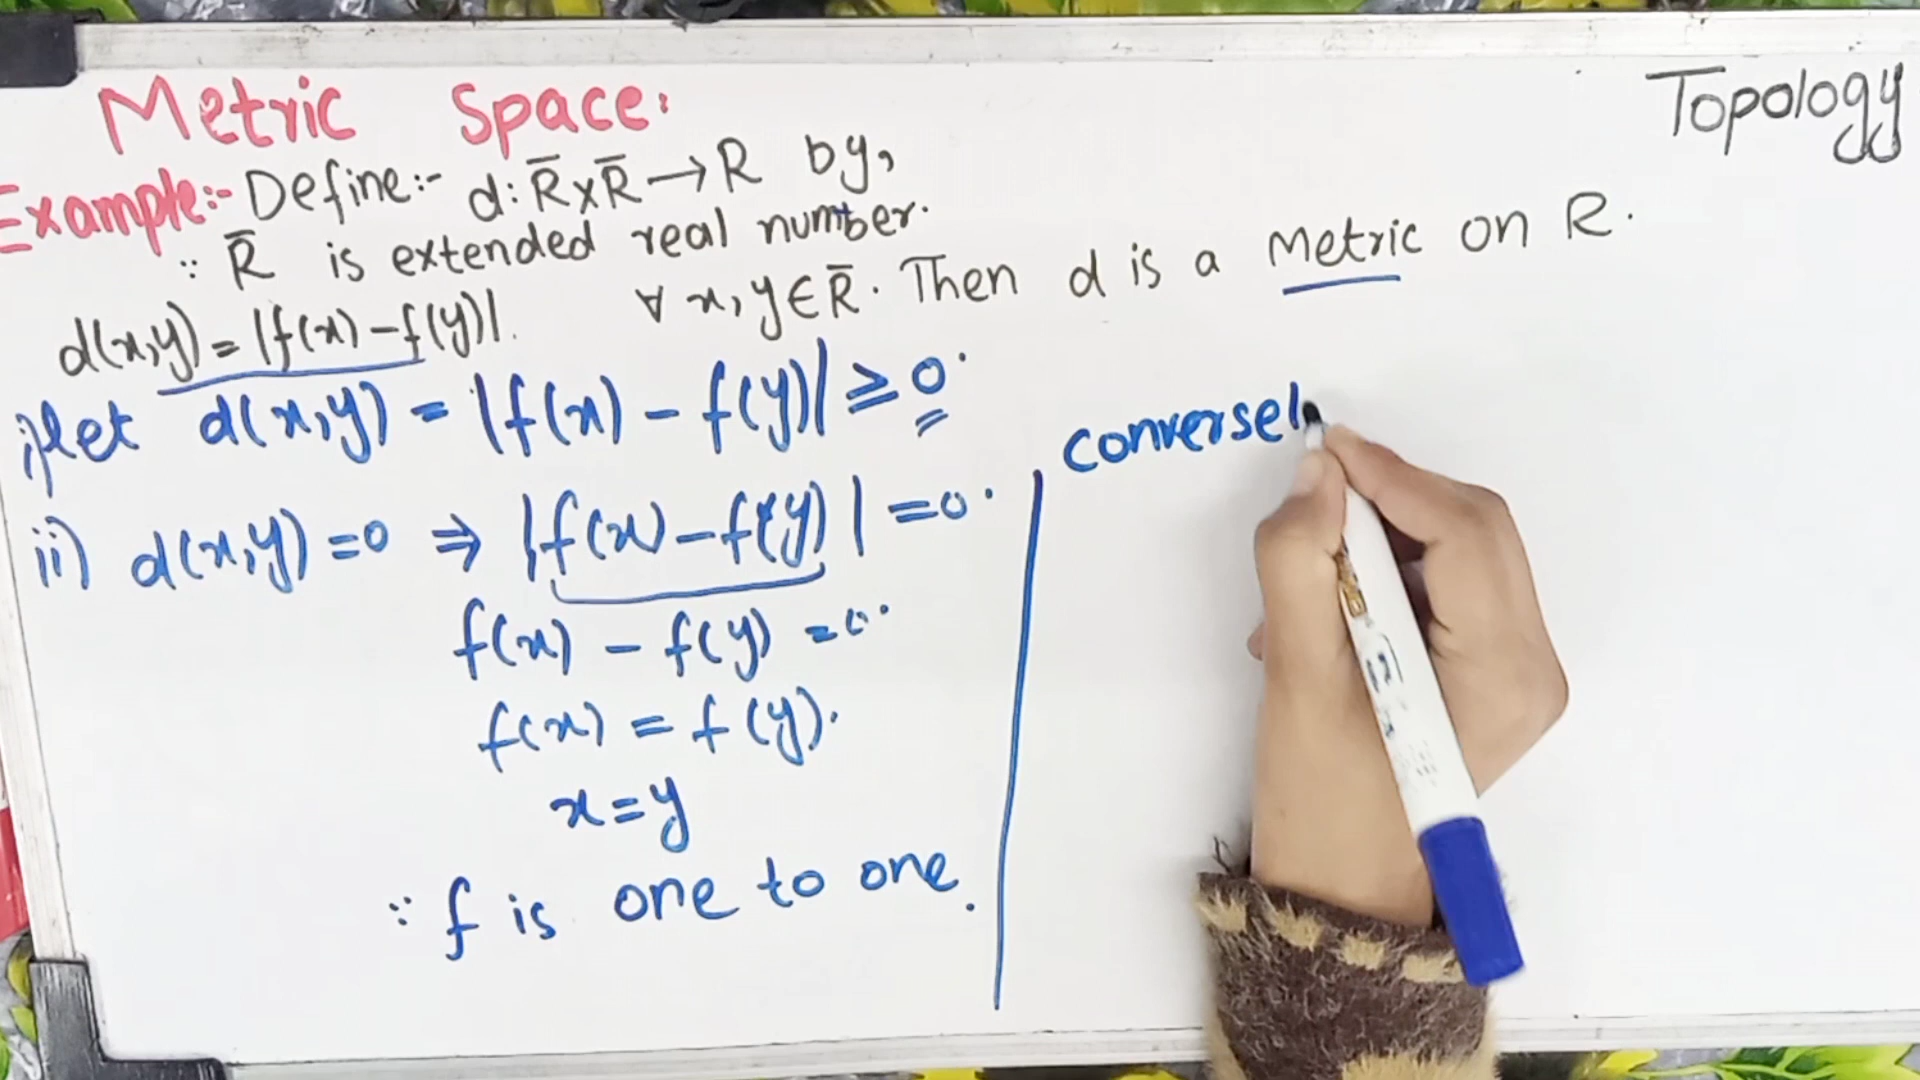 Metric Space:
Topology
Example:- Define:- d: R̅×R̅→R by,
∵ R̅ is extended real number.
d(x,y) = |f(x) - f(y)|. ∀ x,y ∈ R̅. Then d is a Metric on R.
i) let d(x,y) = |f(x) - f(y)| ≥ 0.
ii) d(x,y) = 0 ⇒ |f(x) - f(y)| = 0.
f(x) - f(y) = 0.
f(x) = f(y).
x = y
∵ f is one to one.
conversel